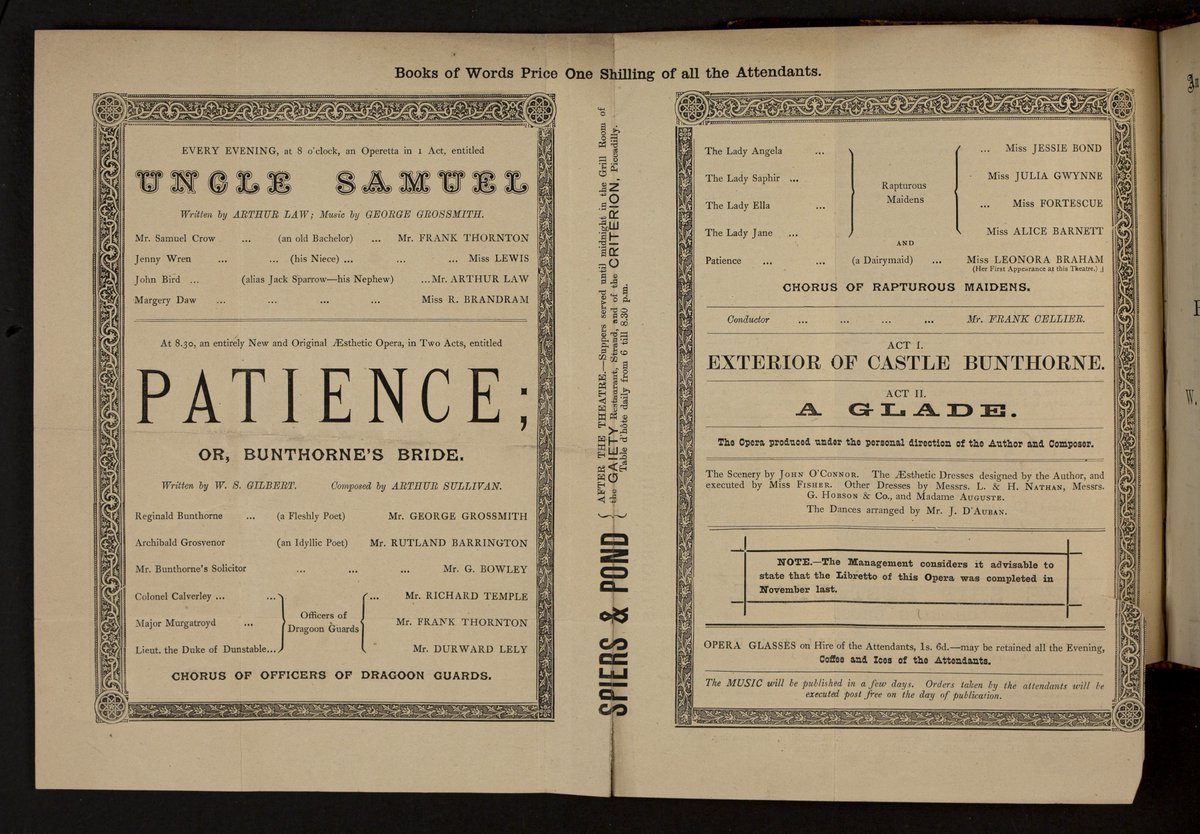 Books of Words Price One Shilling of all the Attendants.
EVERY EVENING, at 8 o'clock, an Operetta in 1 Act, entitled
UNCLE SAMUEL
Written by ARTHUR LAW; Music by GEORGE GROSSMITH.
Mr. Samuel Crow ... (an old Bachelor) ... Mr. FRANK THORNTON
Jenny Wren ... ... (his Niece) ... ... ... Miss LEWIS
John Bird ... (alias Jack Sparrow—his Nephew) ...Mr. ARTHUR LAW
Margery Daw ... ... ... ... Miss R. BRANDRAM
At 8.30, an entirely New and Original Æsthetic Opera, in Two Acts, entitled
PATIENCE;
OR, BUNTHORNE'S BRIDE.
Written by W. S. GILBERT. Composed by ARTHUR SULLIVAN.
Reginald Bunthorne ... (a Fleshly Poet) Mr. GEORGE GROSSMITH
Archibald Grosvenor (an Idyllic Poet) Mr. RUTLAND BARRINGTON
Mr. Bunthorne's Solicitor ... ... ... Mr. G. BOWLEY
Colonel Calverley ... ... ... Mr. RICHARD TEMPLE
Major Murgatroyd ... Officers of Dragoon Guards Mr. FRANK THORNTON
Lieut. the Duke of Dunstable... Mr. DURWARD LELY
CHORUS OF OFFICERS OF DRAGOON GUARDS.
SPIERS & POND
AFTER THE THEATRE.—Suppers served until midnight in the Grill Room of
the GAIETY Restaurant, Strand, and of the CRITERION, Piccadilly.
Table d'hôte daily from 6 till 8.30 p.m.
The Lady Angela ... ... Miss JESSIE BOND
The Lady Saphir ... Miss JULIA GWYNNE
Rapturous
Maidens
The Lady Ella ... ... Miss FORTESCUE
The Lady Jane ... Miss ALICE BARNETT
AND
Patience ... ... (a Dairymaid) ... Miss LEONORA BRAHAM
(Her First Appearance at this Theatre.)
CHORUS OF RAPTUROUS MAIDENS.
Conductor ... ... ... ... Mr. FRANK CELLIER.
ACT I.
EXTERIOR OF CASTLE BUNTHORNE.
ACT II.
A GLADE.
The Opera produced under the personal direction of the Author and Composer.
The Scenery by JOHN O'CONNOR. The Æsthetic Dresses designed by the Author, and
executed by MISS FISHER. Other Dresses by Messrs. L. & H. NATHAN, Messrs.
G. HOBSON & Co., and Madame AUGUSTE.
The Dances arranged by Mr. J. D'AUBAN.
NOTE.—The Management considers it advisable to
state that the Libretto of this Opera was completed in
November last.
OPERA GLASSES on Hire of the Attendants, 1s. 6d.—may be retained all the Evening,
Coffee and Ices of the Attendants.
The MUSIC will be published in a few days. Orders taken by the attendants will be
executed post free on the day of publication.
W.